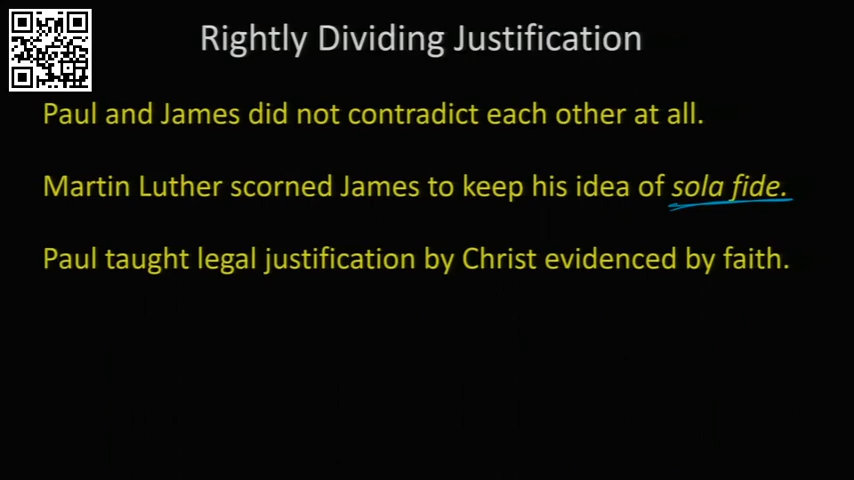 Rightly Dividing Justification
Paul and James did not contradict each other at all.
Martin Luther scorned James to keep his idea of sola fide.
Paul taught legal justification by Christ evidenced by faith.